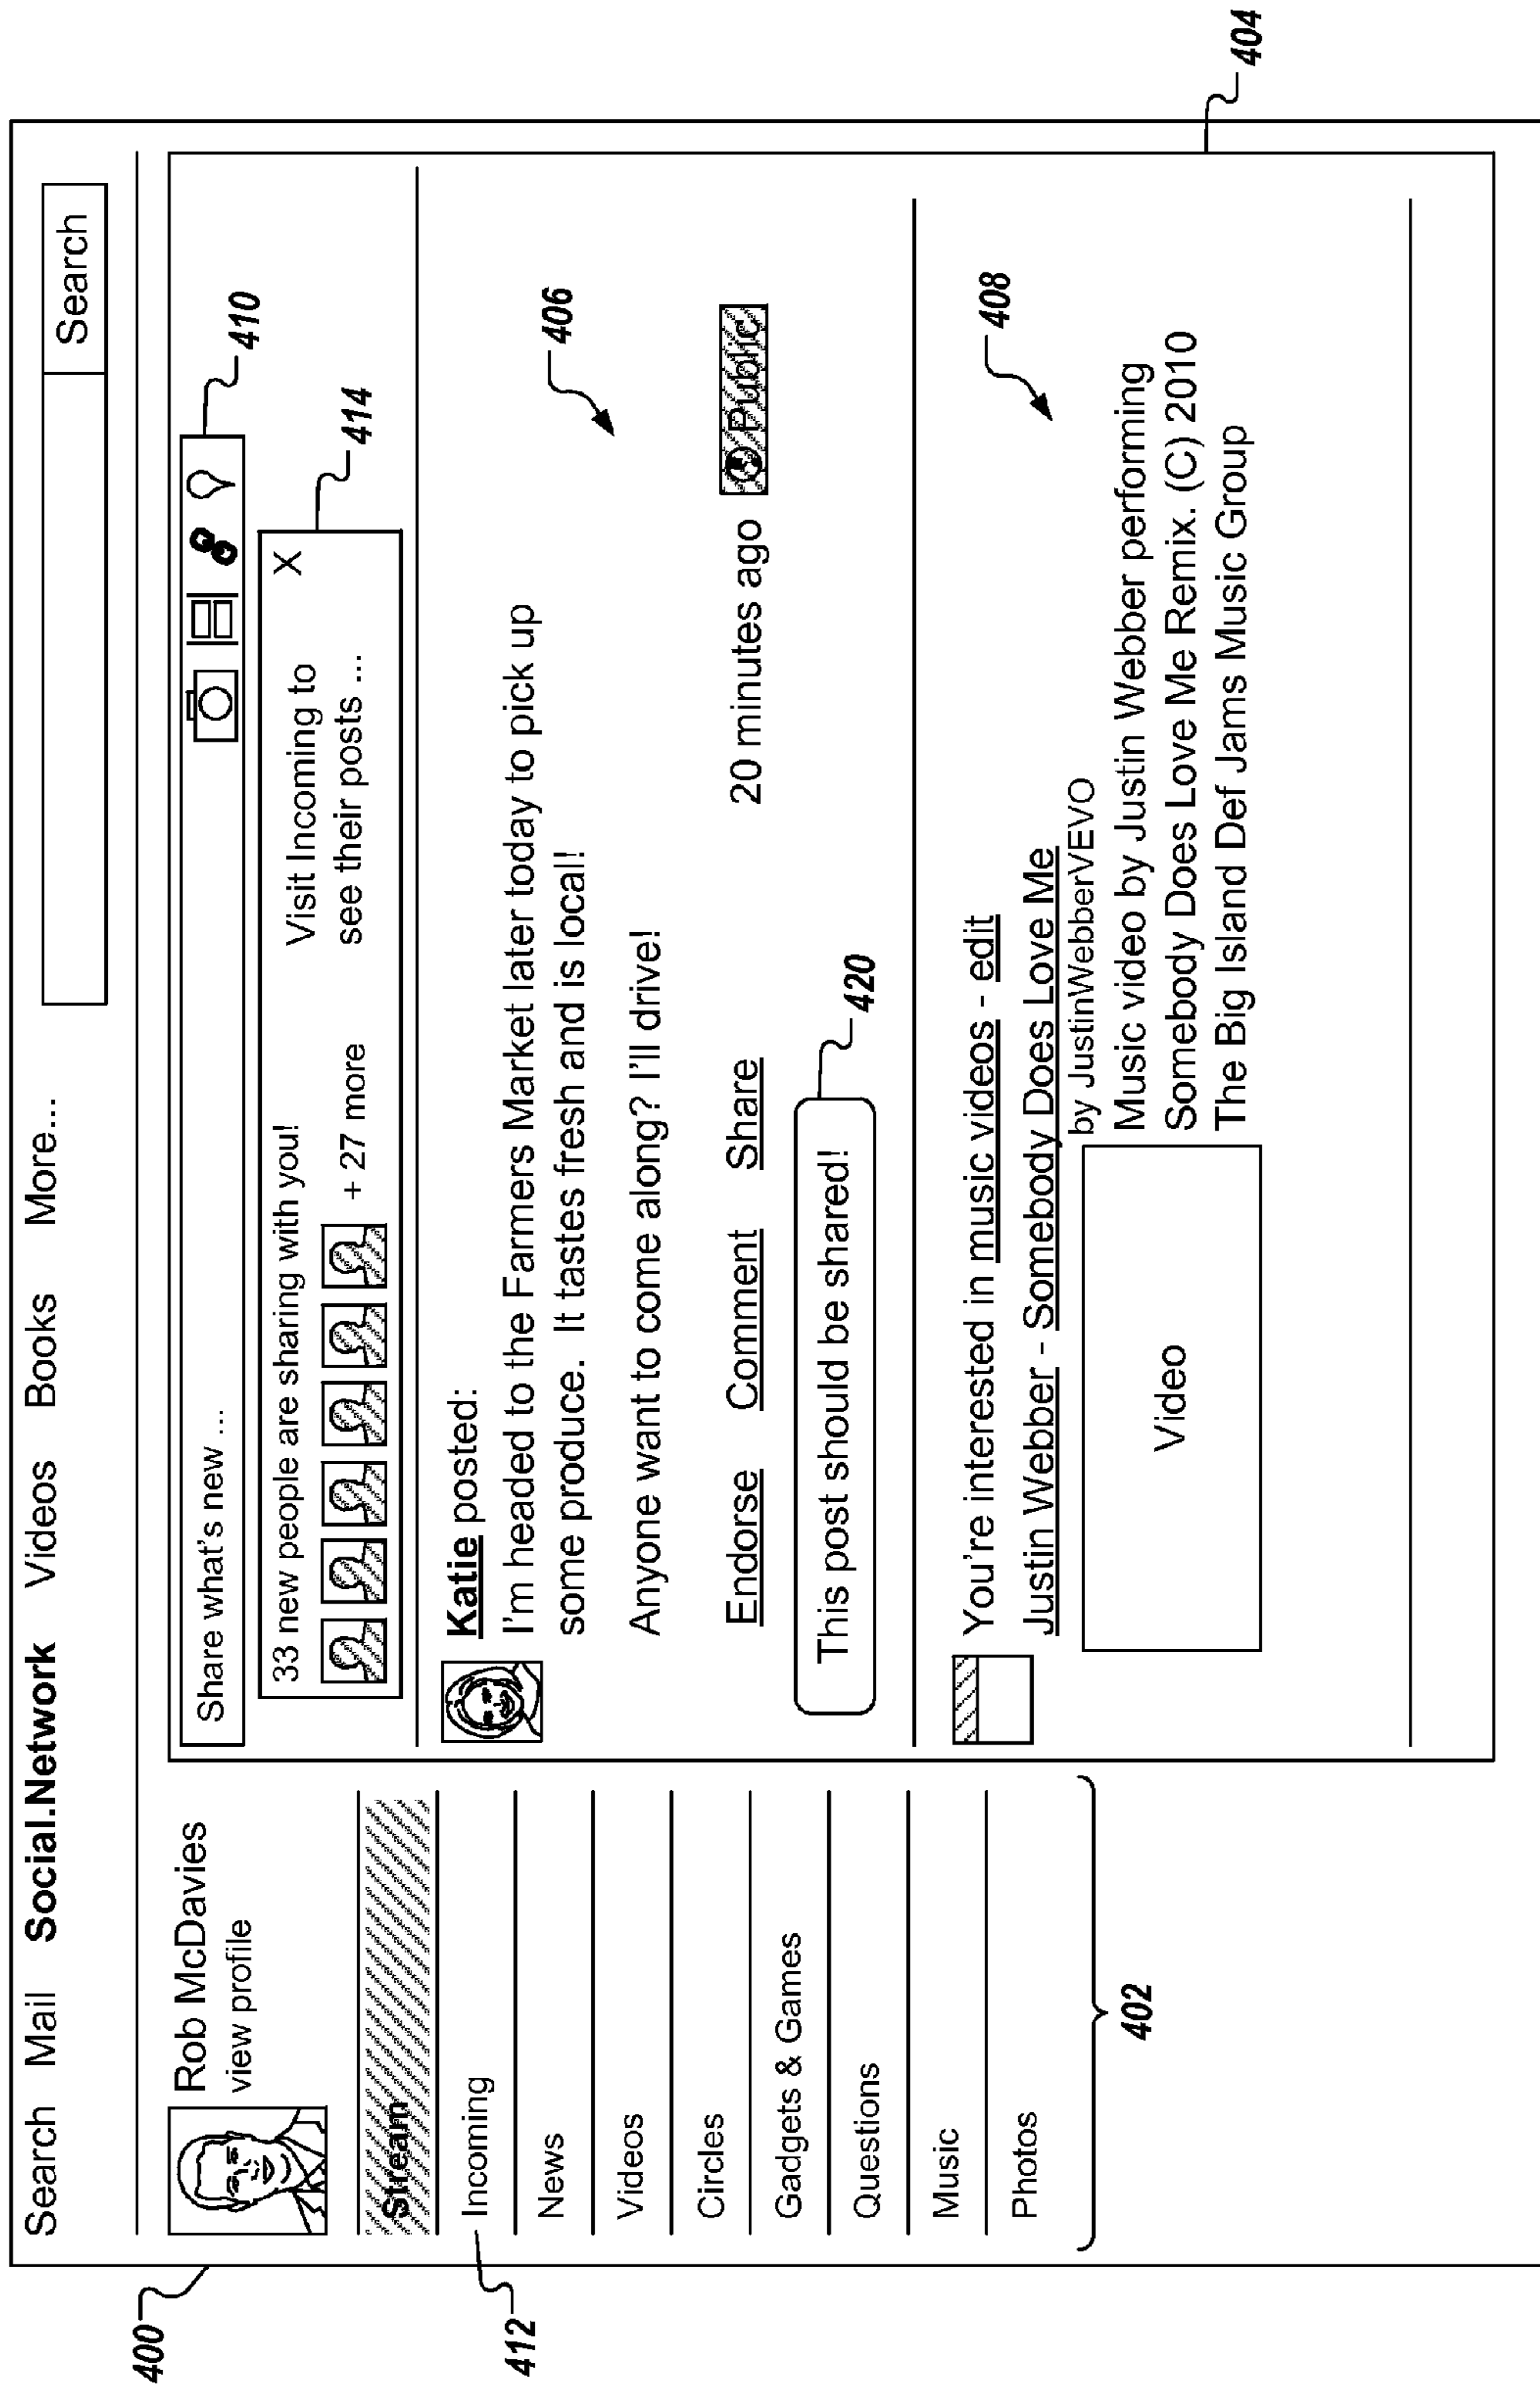 Search Mail Social.Network Videos Books More...
Search
400
Rob McDavies
view profile
Stream
412
Incoming
News
Videos
Circles
Gadgets & Games
Questions
Music
Photos
402
Share what's new ...
410
33 new people are sharing with you!
+ 27 more
Visit Incoming to
see their posts ...
X
414
Katie posted:
I'm headed to the Farmers Market later today to pick up
some produce. It tastes fresh and is local!
Anyone want to come along? I'll drive!
406
Endorse Comment Share
20 minutes ago Public
This post should be shared!
420
You're interested in music videos - edit
Justin Webber - Somebody Does Love Me
by JustinWebberVEVO
Music video by Justin Webber performing
Somebody Does Love Me Remix. (C) 2010
The Big Island Def Jams Music Group
Video
408
404